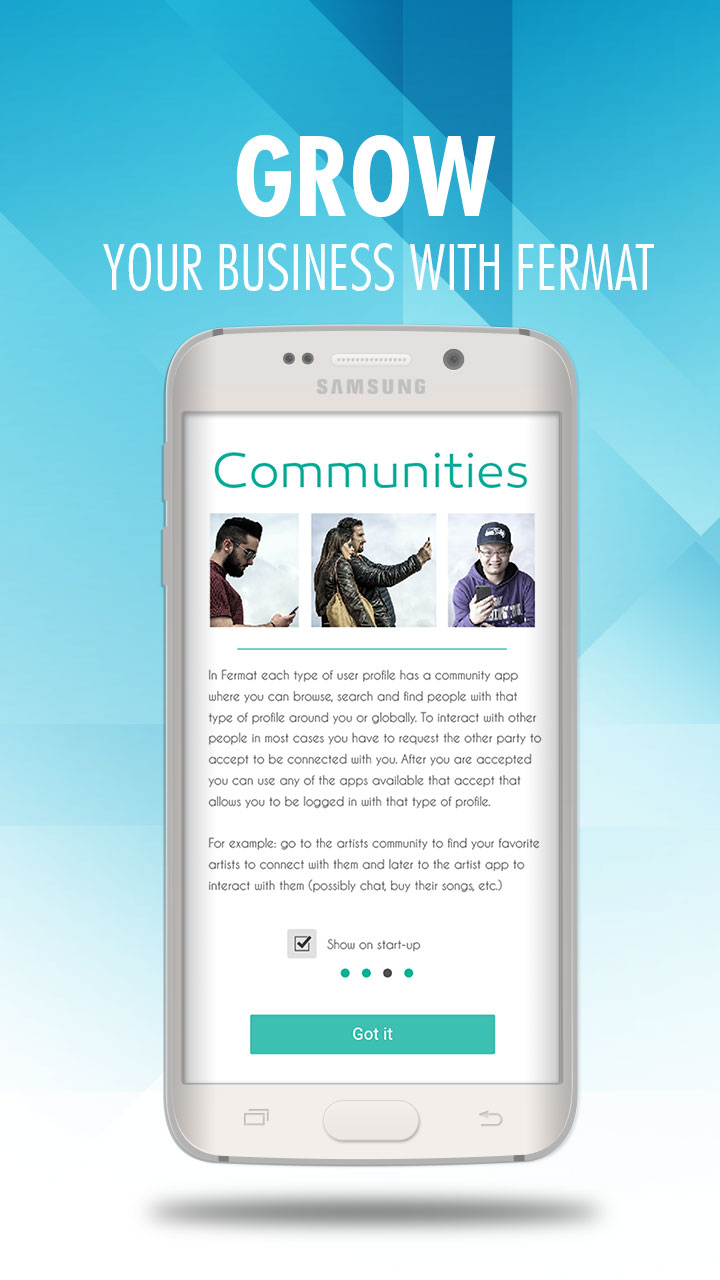 GROW
YOUR BUSINESS WITH FERMAT
SAMSUNG
Communities
In Fermat each type of user profile has a community app
where you can browse, search and find people with that
type of profile around you or globally. To interact with other
people in most cases you have to request the other party to
accept to be connected with you. After you are accepted
you can use any of the apps available that accept that
allows you to be logged in with that type of profile.
For example: go to the artists community to find your favorite
artists to connect with them and later to the artist app to
interact with them (possibly chat, buy their songs, etc.)
Show on start-up
Got it